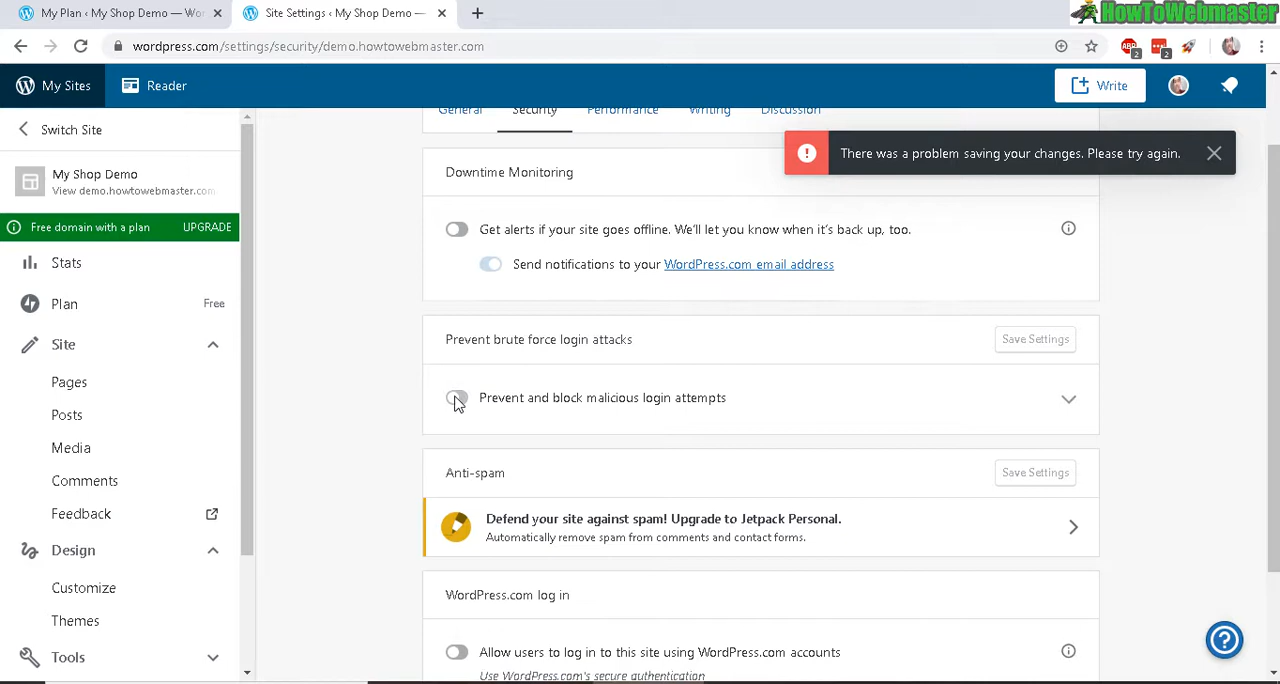 My Plan ‹ My Shop Demo — Wor
Site Settings ‹ My Shop Demo —
HowToWebmaster
wordpress.com/settings/security/demo.howtowebmaster.com
ABP
2
2
My Sites
Reader
Write
Switch Site
General
Security
Performance
Writing
Discussion
There was a problem saving your changes. Please try again.
My Shop Demo
View demo.howtowebmaster.com
Free domain with a plan
UPGRADE
Stats
Plan
Free
Site
Pages
Posts
Media
Comments
Feedback
Design
Customize
Themes
Tools
Downtime Monitoring
Get alerts if your site goes offline. We’ll let you know when it’s back up, too.
Send notifications to your WordPress.com email address
Prevent brute force login attacks
Save Settings
Prevent and block malicious login attempts
Anti-spam
Save Settings
Defend your site against spam! Upgrade to Jetpack Personal.
Automatically remove spam from comments and contact forms.
WordPress.com log in
Allow users to log in to this site using WordPress.com accounts
Use WordPress.com's secure authentication